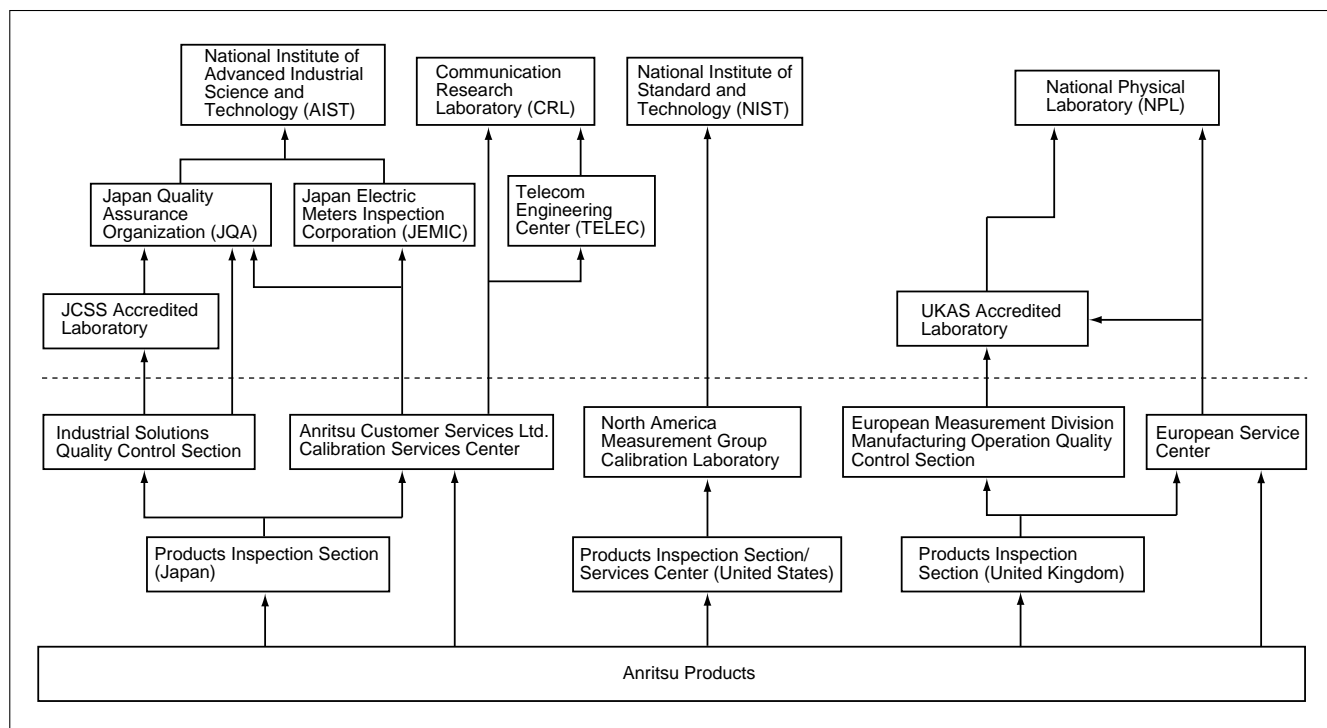 National Institute of
Advanced Industrial
Science and
Technology (AIST)
Communication
Research
Laboratory (CRL)
National Institute of
Standard and
Technology (NIST)
National Physical
Laboratory (NPL)
Japan Quality
Assurance
Organization (JQA)
Japan Electric
Meters Inspection
Corporation (JEMIC)
Telecom
Engineering
Center (TELEC)
JCSS Accredited
Laboratory
UKAS Accredited
Laboratory
Industrial Solutions
Quality Control Section
Anritsu Customer Services Ltd.
Calibration Services Center
North America
Measurement Group
Calibration Laboratory
European Measurement Division
Manufacturing Operation Quality
Control Section
European Service
Center
Products Inspection Section
(Japan)
Products Inspection Section/
Services Center (United States)
Products Inspection
Section (United Kingdom)
Anritsu Products